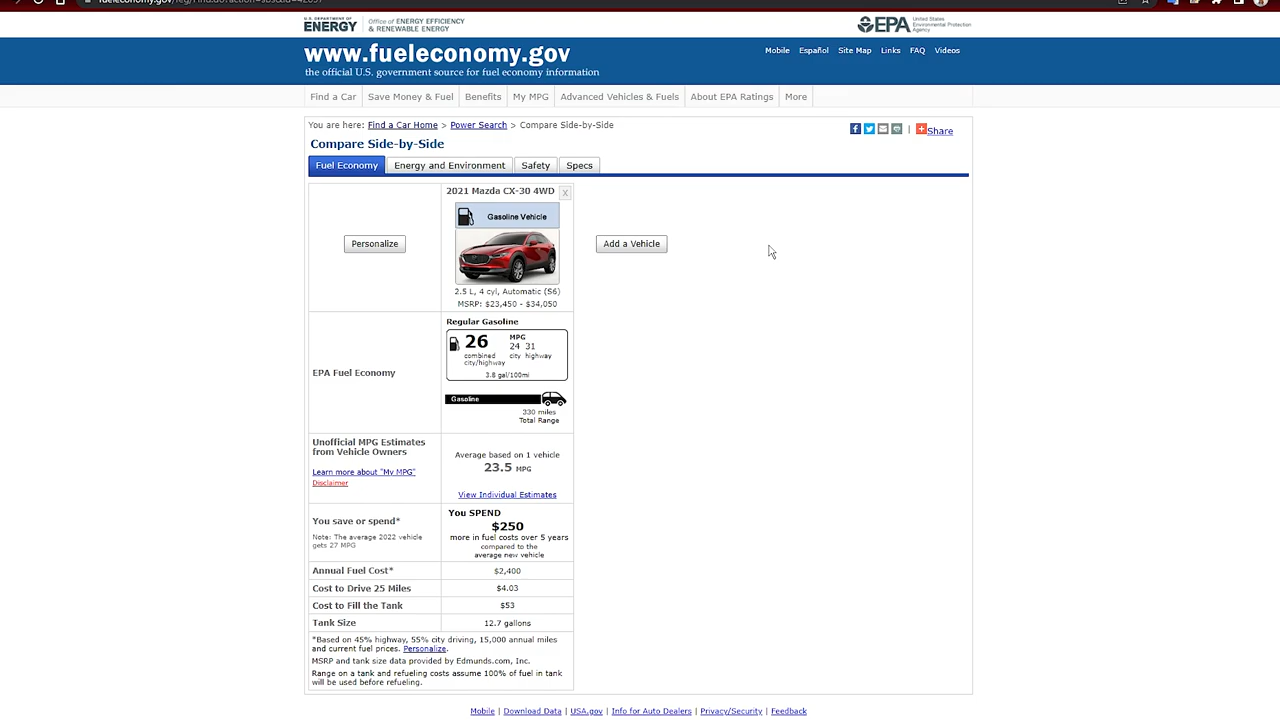 U.S. DEPARTMENT OF
ENERGY
Office of
ENERGY EFFICIENCY
& RENEWABLE ENERGY
EPA
United States
Environmental Protection
Agency
www.fueleconomy.gov
the official U.S. government source for fuel economy information
Mobile Español Site Map Links FAQ Videos
Find a Car Save Money & Fuel Benefits My MPG Advanced Vehicles & Fuels About EPA Ratings More
You are here: Find a Car Home > Power Search > Compare Side-by-Side
| Share
Compare Side-by-Side
Fuel Economy Energy and Environment Safety Specs
2021 Mazda CX-30 4WD X
Gasoline Vehicle
Personalize
Add a Vehicle
2.5 L, 4 cyl, Automatic (S6)
MSRP: $23,450 - $34,050
Regular Gasoline
EPA Fuel Economy
26 MPG
24 31
combined city highway
city/highway
3.8 gal/100mi
Gasoline
330 miles
Total Range
Unofficial MPG Estimates
from Vehicle Owners
Learn more about "My MPG"
Disclaimer
Average based on 1 vehicle
23.5 MPG
View Individual Estimates
You save or spend*
Note: The average 2022 vehicle
gets 27 MPG
You SPEND
$250
more in fuel costs over 5 years
compared to the
average new vehicle
Annual Fuel Cost* $2,400
Cost to Drive 25 Miles $4.03
Cost to Fill the Tank $53
Tank Size 12.7 gallons
*Based on 45% highway, 55% city driving, 15,000 annual miles
and current fuel prices. Personalize.
MSRP and tank size data provided by Edmunds.com, Inc.
Range on a tank and refueling costs assume 100% of fuel in tank
will be used before refueling.
Mobile | Download Data | USA.gov | Info for Auto Dealers | Privacy/Security | Feedback